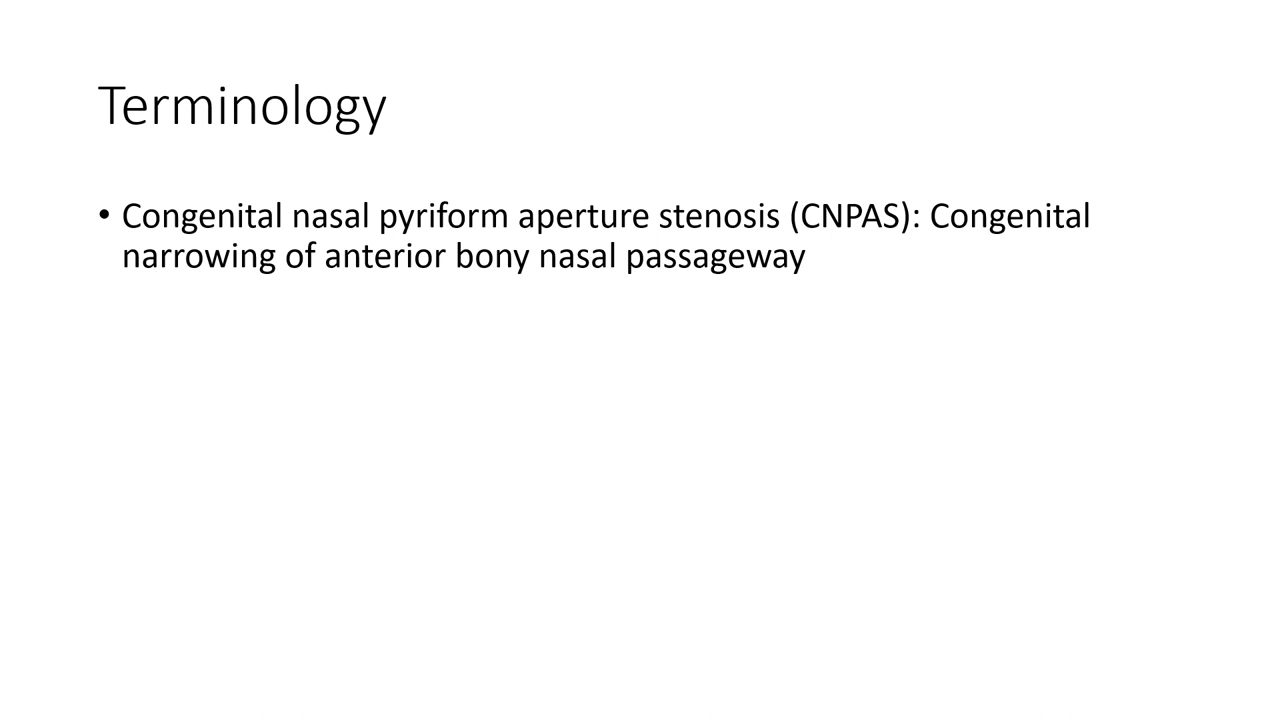 Terminology
• Congenital nasal pyriform aperture stenosis (CNPAS): Congenital
narrowing of anterior bony nasal passageway